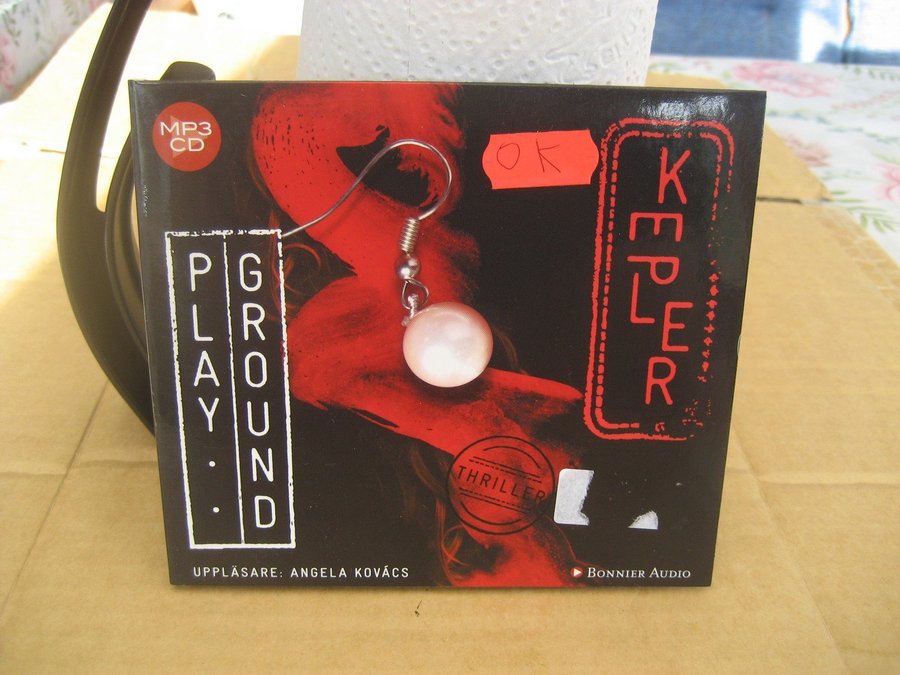 MP3
CD
OK
KEPLER
PLAY
GROUND
THRILLER
UPPLÄSARE: ANGELA KOVÁCS
BONNIER AUDIO